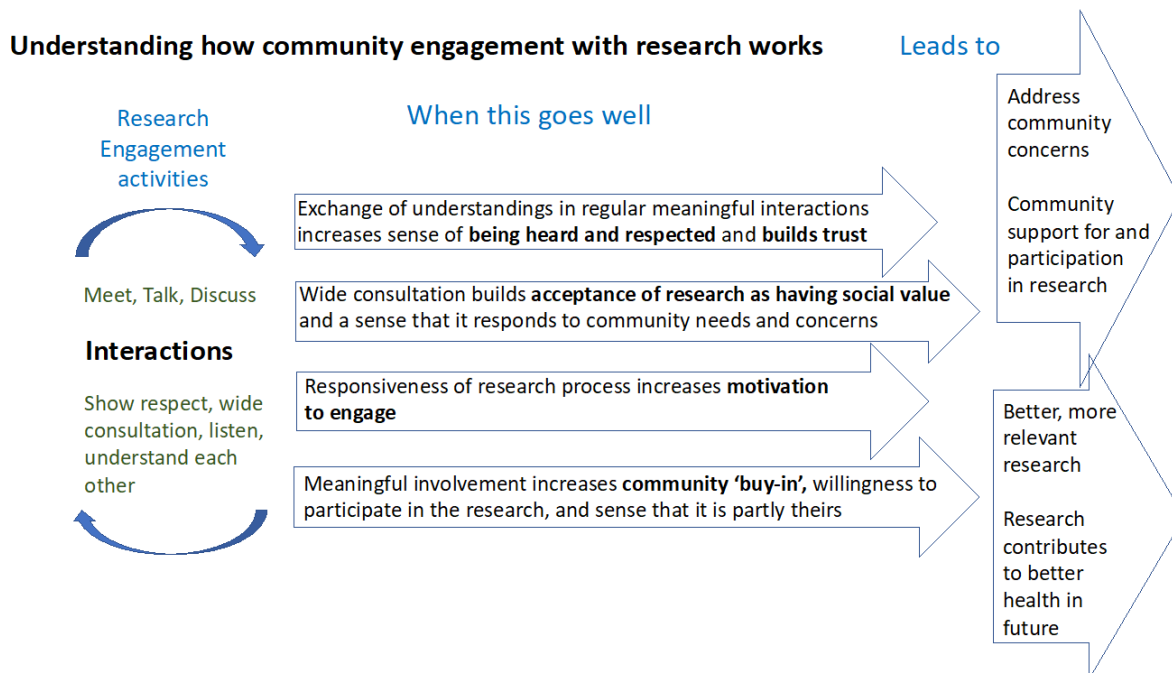 Understanding how community engagement with research works
Leads to
Research
Engagement
activities
When this goes well
Meet, Talk, Discuss
Interactions
Show respect, wide
consultation, listen,
understand each
other
Exchange of understandings in regular meaningful interactions
increases sense of being heard and respected and builds trust
Wide consultation builds acceptance of research as having social value
and a sense that it responds to community needs and concerns
Responsiveness of research process increases motivation
to engage
Meaningful involvement increases community ‘buy-in’, willingness to
participate in the research, and sense that it is partly theirs
Address
community
concerns
Community
support for and
participation
in research
Better, more
relevant
research
Research
contributes
to better
health in
future